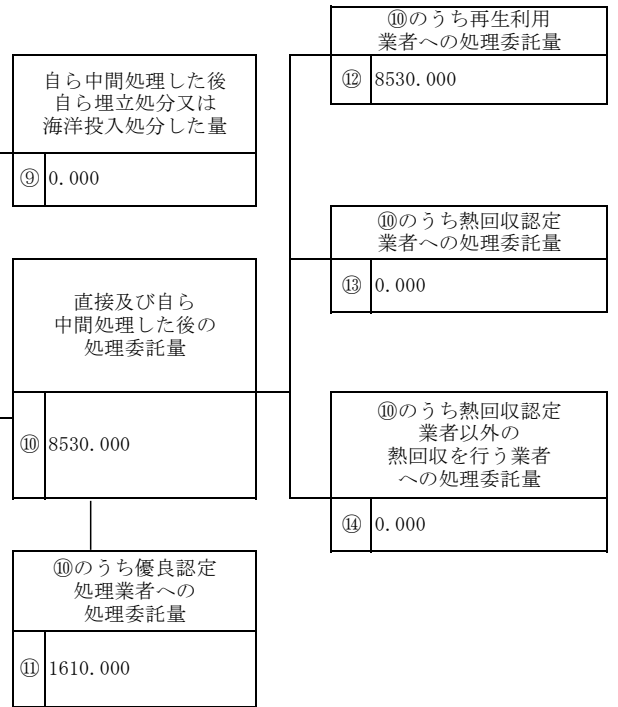 自ら中間処理した後
自ら埋立処分又は
海洋投入処分した量
⑨ 0.000
直接及び自ら
中間処理した後の
処理委託量
⑩ 8530.000
⑩のうち優良認定
処理業者への
処理委託量
⑪ 1610.000
⑩のうち再生利用
業者への処理委託量
⑫ 8530.000
⑩のうち熱回収認定
業者への処理委託量
⑬ 0.000
⑩のうち熱回収認定
業者以外の
熱回収を行う業者
への処理委託量
⑭ 0.000